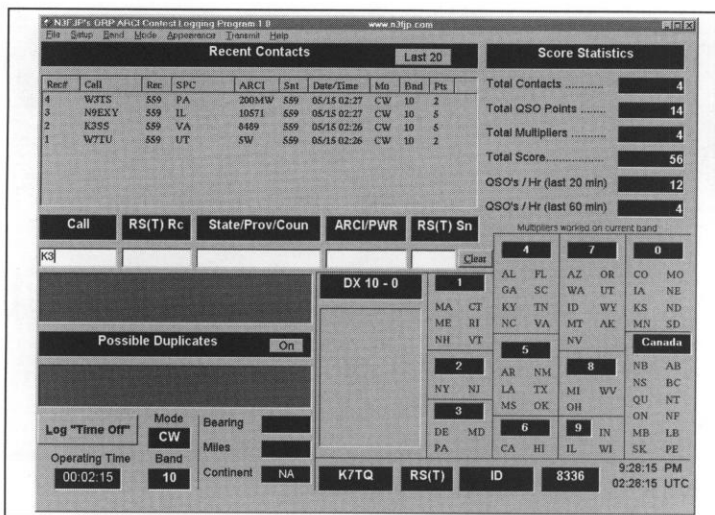 N3FJP's QRP ARCI Contest Logging Program 1.0 www.n3fjp.com
File Setup Band Mode Appearance Transmit Help
Recent Contacts Last 20
Rec# Call Rec SPC ARCI Snt Date/Time Mo Bnd Pts
4 W3TS 559 PA 200MW 559 05/15 02:27 CW 10 2
3 N9EXY 559 IL 10571 559 05/15 02:27 CW 10 5
2 K3SS 559 VA 8489 559 05/15 02:26 CW 10 5
1 W7TU 559 UT 5W 559 05/15 02:26 CW 10 2
Score Statistics
Total Contacts ........... 4
Total QSO Points 14
Total Multipliers .......... 4
Total Score................ 56
QSO's / Hr (last 20 min) 12
QSO's / Hr (last 60 min) 4
Call RS(T) Rc State/Prov/Coun ARCI/PWR RS(T) Sn
K3 Clear
Possible Duplicates On
Log "Time Off"
Operating Time
00:02:15
Mode
CW
Band
10
Bearing
Miles
Continent NA
DX 10 - 0
Multipliers worked on current band
1
MA CT
ME RI
NH VT
2
NY NJ
3
DE MD
PA
4
AL FL
GA SC
KY TN
NC VA
5
AR NM
LA TX
MS OK
6
CA HI
7
AZ OR
WA UT
ID WY
MT AK
NV
8
MI WV
OH
9 IN
IL WI
0
CO MO
IA NE
KS ND
MN SD
Canada
NB AB
NS BC
QU NT
ON NF
MB LB
SK PE
K7TQ RS(T) ID 8336
9:28:15 PM
02:28:15 UTC